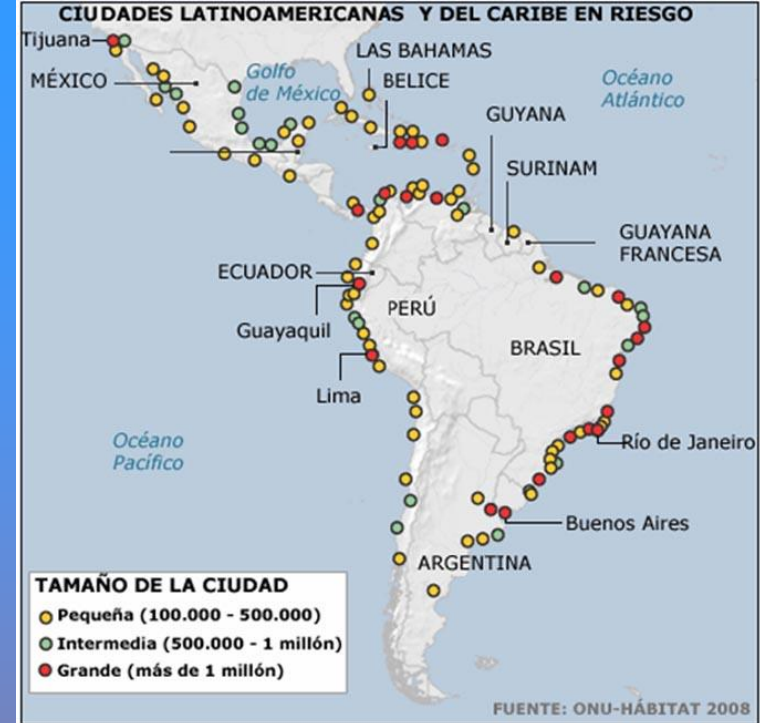 CIUDADES LATINOAMERICANAS Y DEL CARIBE EN RIESGO
Tijuana
MÉXICO
Golfo
de México
LAS BAHAMAS
BELICE
Océano
Atlántico
GUYANA
SURINAM
GUAYANA
FRANCESA
ECUADOR
PERÚ
Guayaquil
BRASIL
Lima
Océano
Pacífico
Río de Janeiro
Buenos Aires
ARGENTINA
TAMAÑO DE LA CIUDAD
Pequeña (100.000 - 500.000)
Intermedia (500.000 - 1 millón)
Grande (más de 1 millón)
FUENTE: ONU-HÁBITAT 2008